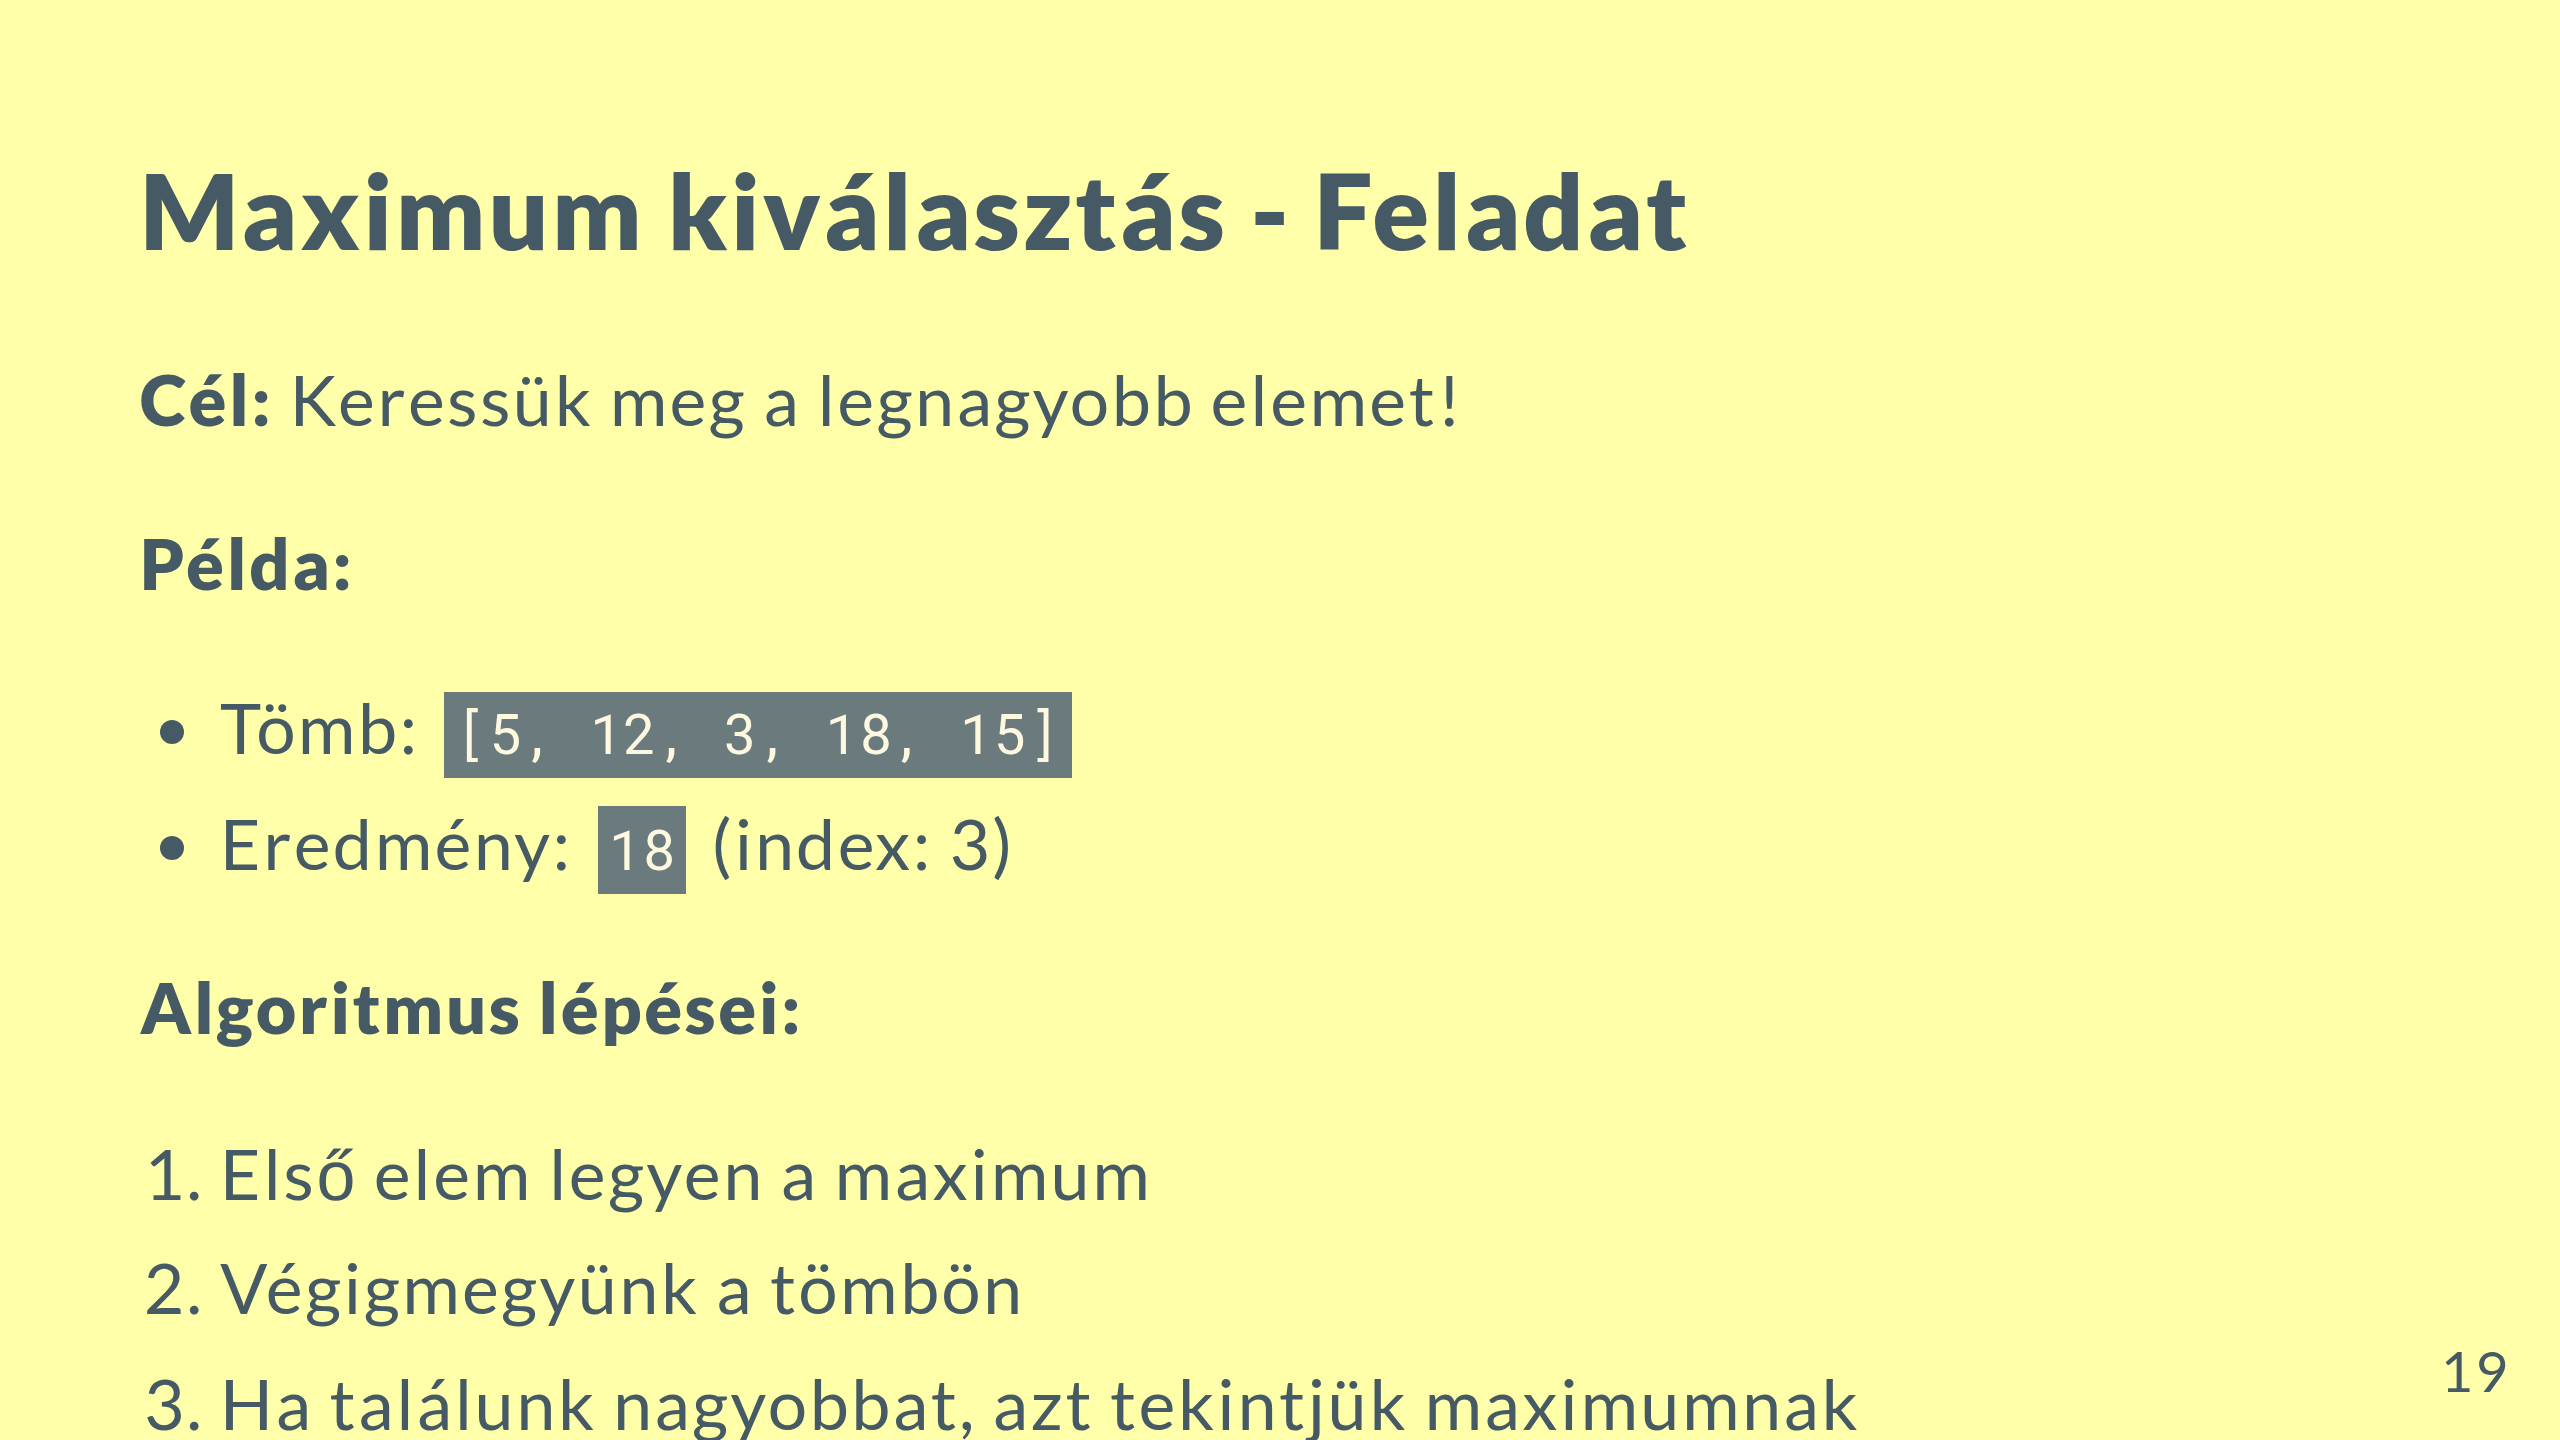 Maximum kiválasztás - Feladat
Cél: Keressük meg a legnagyobb elemet!
Példa:
• Tömb: [5, 12, 3, 18, 15]
• Eredmény: 18 (index: 3)
Algoritmus lépései:
1. Első elem legyen a maximum
2. Végigmegyünk a tömbön
3. Ha találunk nagyobbat, azt tekintjük maximumnak
19